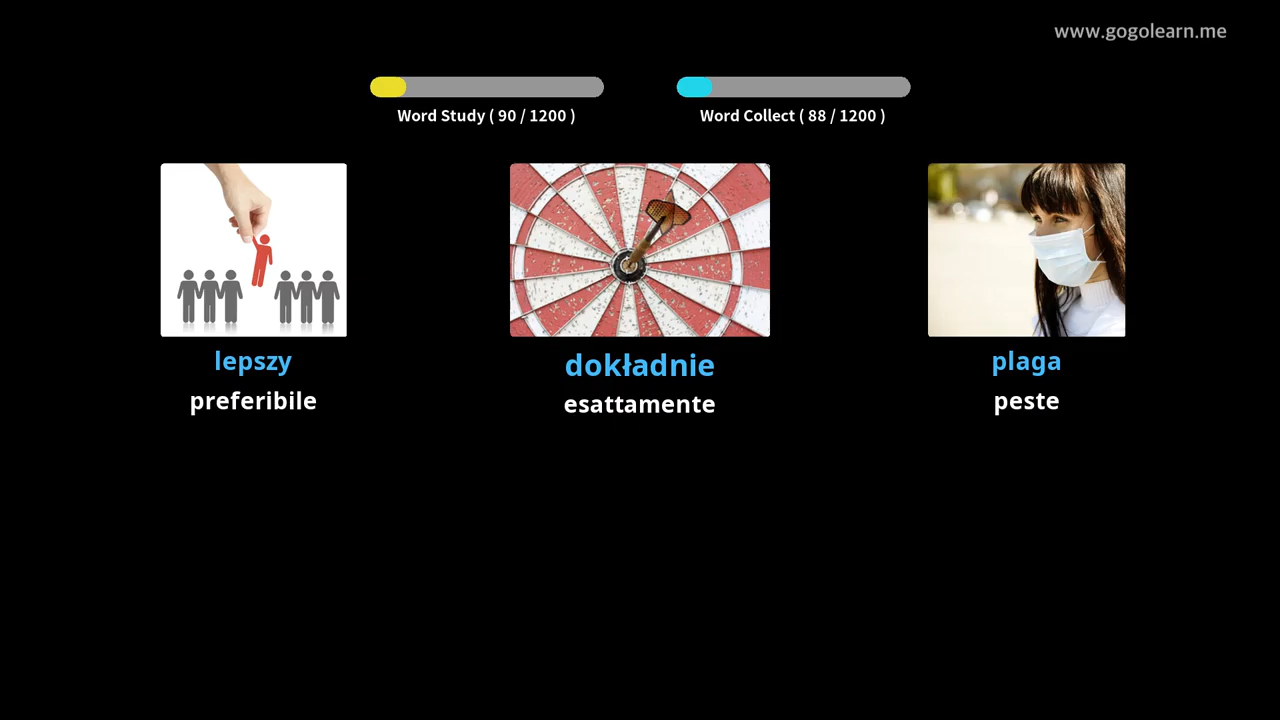 www.gogolearn.me
Word Study ( 90 / 1200 )
Word Collect ( 88 / 1200 )
lepszy
preferibile
dokładnie
esattamente
plaga
peste